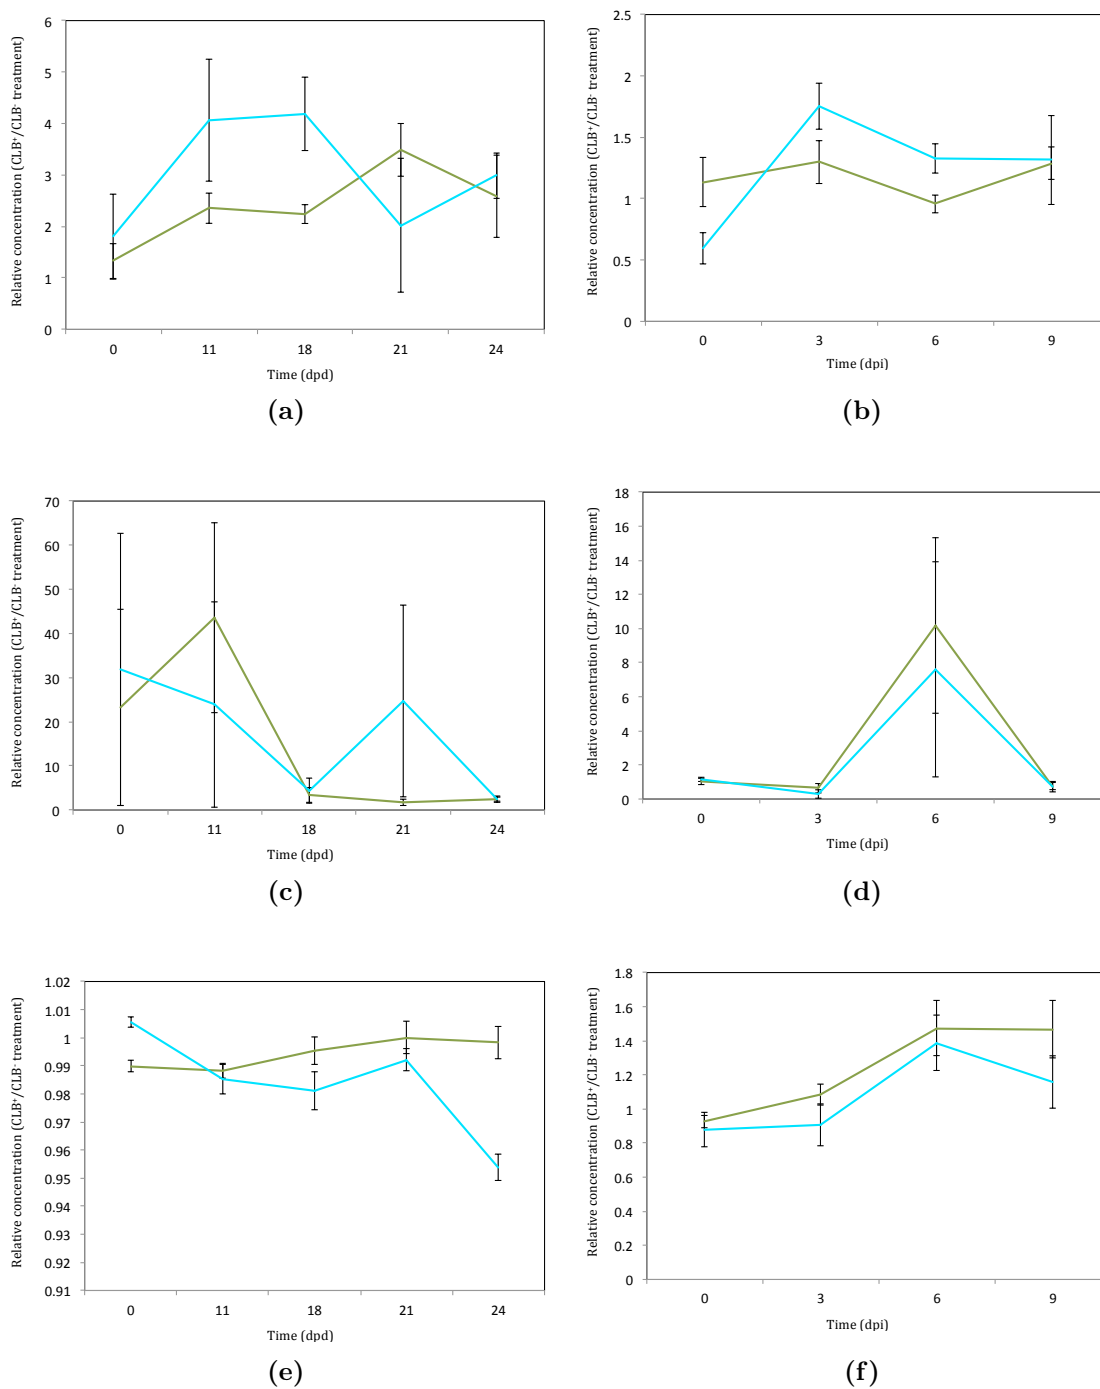 Relative concentration (CLB⁺/CLB⁻ treatment)
6
5
4
3
2
1
0
0 11 18 21 24
Time (dpd)
(a)
Relative concentration (CLB⁺/CLB⁻ treatment)
2.5
2
1.5
1
0.5
0
0 3 6 9
Time (dpi)
(b)
Relative concentration (CLB⁺/CLB⁻ treatment)
70
60
50
40
30
20
10
0
0 11 18 21 24
Time (dpd)
(c)
Relative concentration (CLB⁺/CLB⁻ treatment)
18
16
14
12
10
8
6
4
2
0
0 3 6 9
Time (dpi)
(d)
Relative concentration (CLB⁺/CLB⁻ treatment)
1.02
1.01
1
0.99
0.98
0.97
0.96
0.95
0.94
0.93
0.92
0.91
0 11 18 21 24
Time (dpd)
(e)
Relative concentration (CLB⁺/CLB⁻ treatment)
1.8
1.6
1.4
1.2
1
0.8
0.6
0.4
0.2
0
0 3 6 9
Time (dpi)
(f)